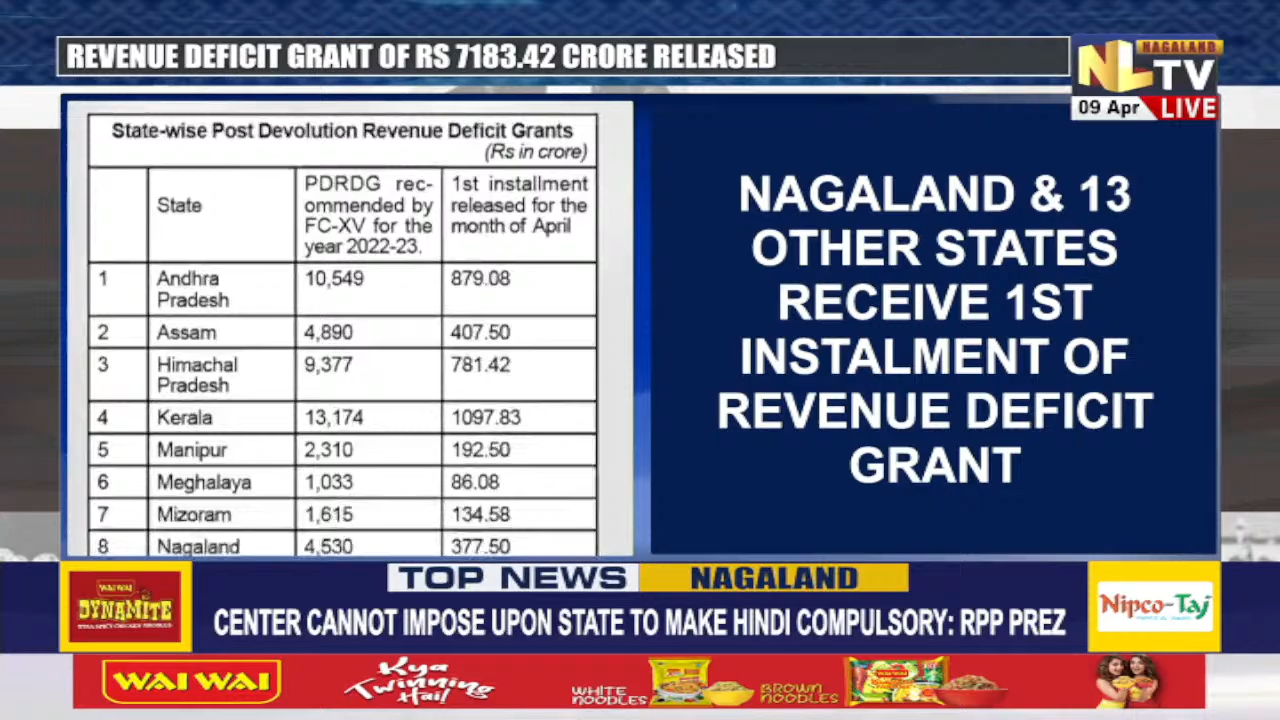 REVENUE DEFICIT GRANT OF RS 7183.42 CRORE RELEASED
NAGALAND
NLTV
09 Apr LIVE
State-wise Post Devolution Revenue Deficit Grants
(Rs in crore)
State
PDRDG rec-
ommended by
FC-XV for the
year 2022-23.
1st installment
released for the
month of April
1 Andhra Pradesh 10,549 879.08
2 Assam 4,890 407.50
3 Himachal Pradesh 9,377 781.42
4 Kerala 13,174 1097.83
5 Manipur 2,310 192.50
6 Meghalaya 1,033 86.08
7 Mizoram 1,615 134.58
8 Nagaland 4,530 377.50
NAGALAND & 13
OTHER STATES
RECEIVE 1ST
INSTALMENT OF
REVENUE DEFICIT
GRANT
TOP NEWS NAGALAND
WAI WAI
DYNAMITE
CENTER CANNOT IMPOSE UPON STATE TO MAKE HINDI COMPULSORY: RPP PREZ
Nipco-Taj
WAI WAI
Kya
Twinning
Hai!
WHITE
NOODLES
BROWN
NOODLES